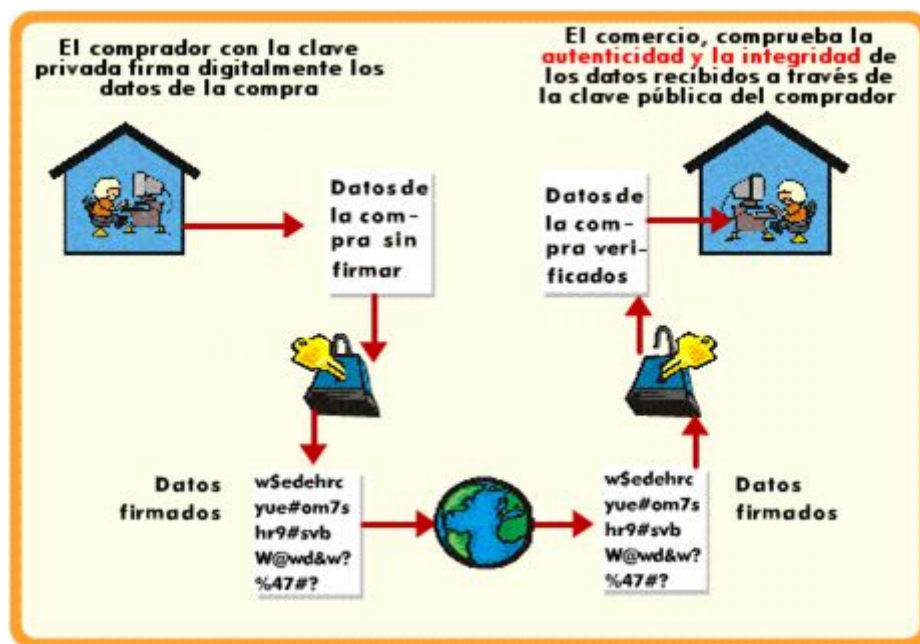 El comprador con la clave
privada firma digitalmente los
datos de la compra
El comercio, comprueba la
autenticidad y la integridad de
los datos recibidos a través de
la clave pública del comprador
Datos de
la com-
pra sin
firmar
Datos de
la com-
pra veri-
ficados
Datos
firmados
w$edehrc
yue#om7s
hr9#svb
W@wd&w?
%47#?
w$edehrc
yue#om7s
hr9#svb
W@wd&w?
%47#?
Datos
firmados